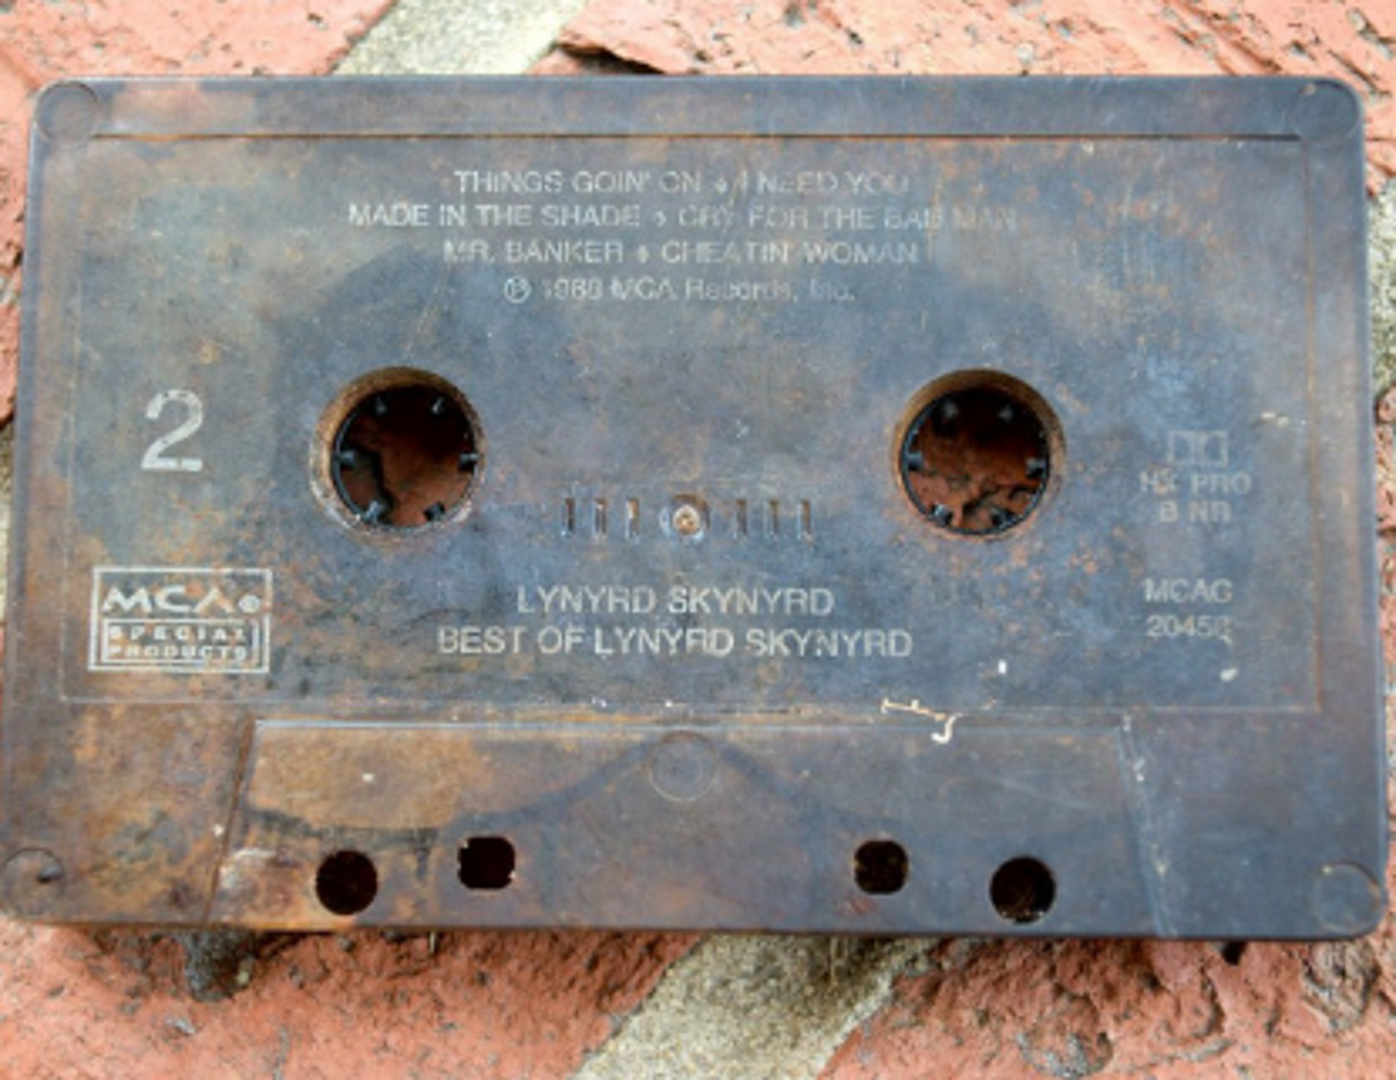 THINGS GOIN' ON ♦ I NEED YOU
MADE IN THE SHADE ♦ CRY FOR THE BAD MAN
MR. BANKER ♦ CHEATIN' WOMAN
℗ 1988 MCA Records, Inc.
2
HX PRO
B NR
MCA®
SPECIAL
PRODUCTS
LYNYRD SKYNYRD
BEST OF LYNYRD SKYNYRD
MCAC